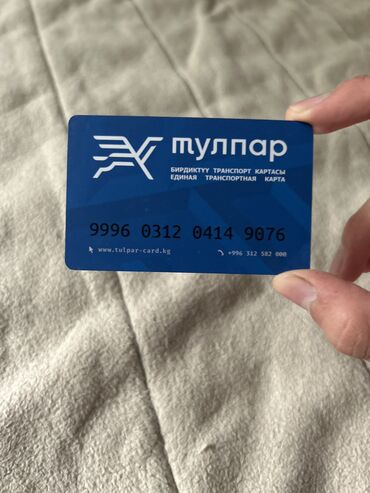 тулпар
БИРДИКТҮҮ ТРАНСПОРТ КАРТАСЫ
ЕДИНАЯ ТРАНСПОРТНАЯ КАРТА
9996 0312 0414 9076
www.tulpar-card.kg +996 312 582 000